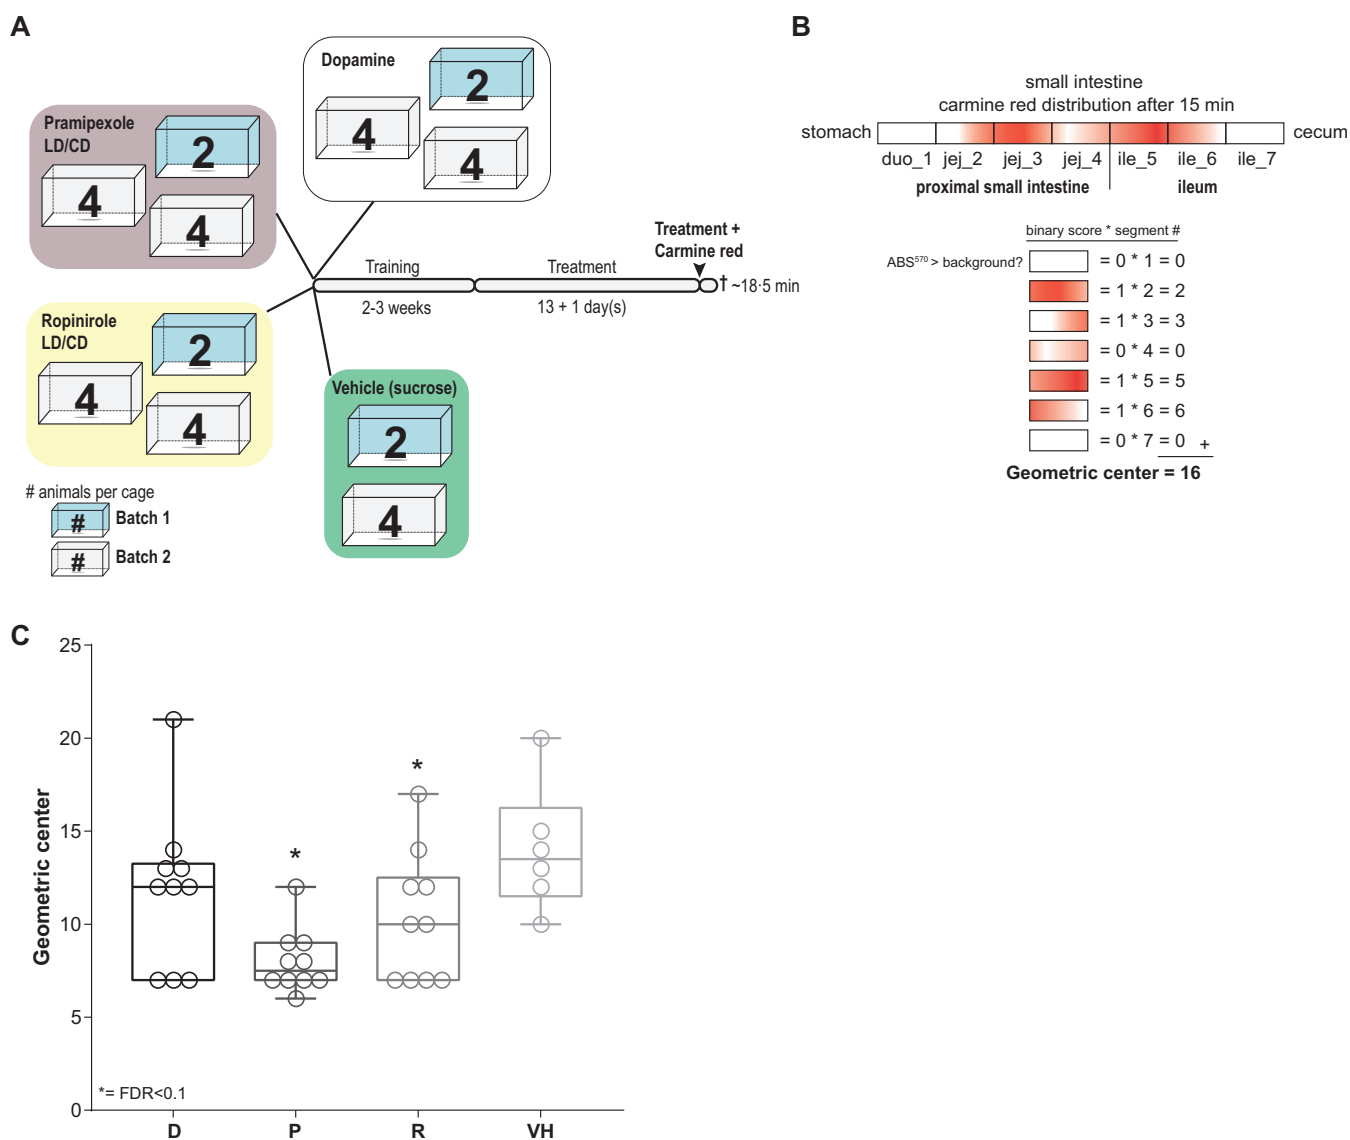 A
Dopamine
2
4
4
Pramipexole
LD/CD
2
4
4
Treatment +
Carmine red
Training
Treatment
† ~18·5 min
2-3 weeks
13 + 1 day(s)
Ropinirole
LD/CD
2
4
4
Vehicle (sucrose)
2
4
# animals per cage
# Batch 1
# Batch 2
B
small intestine
carmine red distribution after 15 min
stomach
cecum
duo_1 jej_2 jej_3 jej_4 ile_5 ile_6 ile_7
proximal small intestine
ileum
binary score * segment #
ABS570 > background? = 0 * 1 = 0
= 1 * 2 = 2
= 1 * 3 = 3
= 0 * 4 = 0
= 1 * 5 = 5
= 1 * 6 = 6
= 0 * 7 = 0 +
Geometric center = 16
C
Geometric center
25
20
15
10
5
0
*
*
*= FDR<0.1
D P R VH